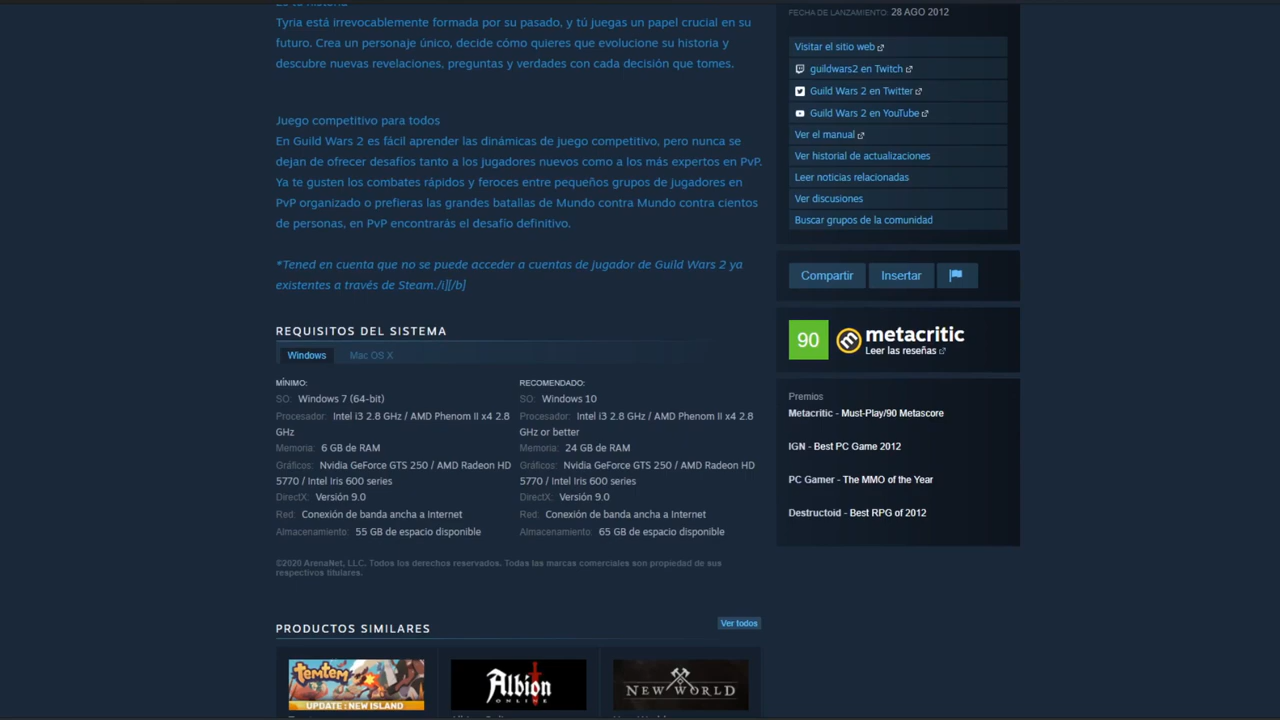 Es tu historia
Tyria está irrevocablemente formada por su pasado, y tú juegas un papel crucial en su
futuro. Crea un personaje único, decide cómo quieres que evolucione su historia y
descubre nuevas revelaciones, preguntas y verdades con cada decisión que tomes.
Juego competitivo para todos
En Guild Wars 2 es fácil aprender las dinámicas de juego competitivo, pero nunca se
dejan de ofrecer desafíos tanto a los jugadores nuevos como a los más expertos en PvP.
Ya te gusten los combates rápidos y feroces entre pequeños grupos de jugadores en
PvP organizado o prefieras las grandes batallas de Mundo contra Mundo contra cientos
de personas, en PvP encontrarás el desafío definitivo.
*Tened en cuenta que no se puede acceder a cuentas de jugador de Guild Wars 2 ya
existentes a través de Steam./i][/b]
REQUISITOS DEL SISTEMA
Windows Mac OS X
MÍNIMO:
SO: Windows 7 (64-bit)
Procesador: Intel i3 2.8 GHz / AMD Phenom II x4 2.8
GHz
Memoria: 6 GB de RAM
Gráficos: Nvidia GeForce GTS 250 / AMD Radeon HD
5770 / Intel Iris 600 series
DirectX: Versión 9.0
Red: Conexión de banda ancha a Internet
Almacenamiento: 55 GB de espacio disponible
RECOMENDADO:
SO: Windows 10
Procesador: Intel i3 2.8 GHz / AMD Phenom II x4 2.8
GHz or better
Memoria: 24 GB de RAM
Gráficos: Nvidia GeForce GTS 250 / AMD Radeon HD
5770 / Intel Iris 600 series
DirectX: Versión 9.0
Red: Conexión de banda ancha a Internet
Almacenamiento: 65 GB de espacio disponible
©2020 ArenaNet, LLC. Todos los derechos reservados. Todas las marcas comerciales son propiedad de sus
respectivos titulares.
PRODUCTOS SIMILARES
Ver todos
temtem
UPDATE : NEW ISLAND
Albion
ONLINE
NEW WORLD
FECHA DE LANZAMIENTO: 28 AGO 2012
Visitar el sitio web
guildwars2 en Twitch
Guild Wars 2 en Twitter
Guild Wars 2 en YouTube
Ver el manual
Ver historial de actualizaciones
Leer noticias relacionadas
Ver discusiones
Buscar grupos de la comunidad
Compartir Insertar
90 metacritic
Leer las reseñas
Premios
Metacritic - Must-Play/90 Metascore
IGN - Best PC Game 2012
PC Gamer - The MMO of the Year
Destructoid - Best RPG of 2012